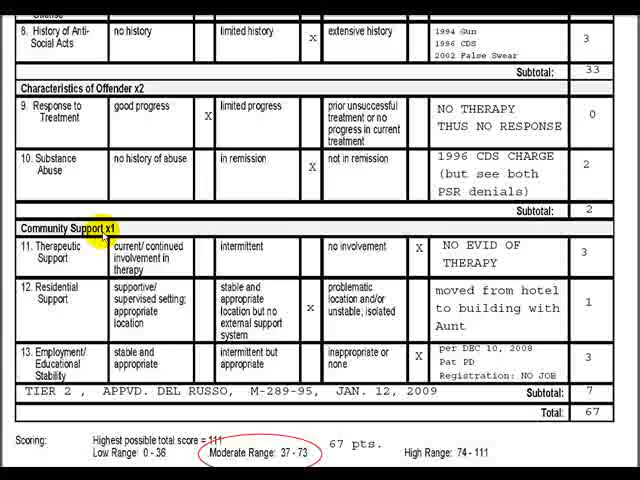 Offense
8. History of Anti-Social Acts no history limited history x extensive history 1994 Gun 1996 CDS 2002 False Swear 3
Subtotal: 33
Characteristics of Offender x2
9. Response to Treatment good progress x limited progress prior unsuccessful treatment or no progress in current treatment NO THERAPY THUS NO RESPONSE 0
10. Substance Abuse no history of abuse in remission x not in remission 1996 CDS CHARGE (but see both PSR denials) 2
Subtotal: 2
Community Support x1
11. Therapeutic Support current/ continued involvement in therapy intermittent no involvement X NO EVID OF THERAPY 3
12. Residential Support supportive/ supervised setting; appropriate location stable and appropriate location but no external support system x problematic location and/or unstable, isolated moved from hotel to building with Aunt 1
13. Employment/ Educational Stability stable and appropriate intermittent but appropriate inappropriate or none X per DEC 10, 2008 Pat PD Registration: NO JOB 3
TIER 2 , APPVD. DEL RUSSO, M-289-95, JAN. 12, 2009 Subtotal: 7
Total: 67
Scoring: Highest possible total score = 111
67 pts.
Low Range: 0 - 36 Moderate Range: 37 - 73 High Range: 74 - 111